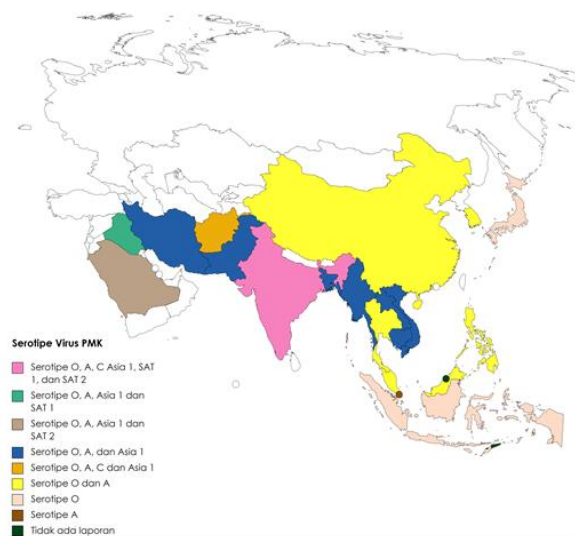 Serotipe Virus PMK
Serotipe O, A, C Asia 1, SAT
1, dan SAT 2
Serotipe O, A, Asia 1 dan
SAT 1
Serotipe O, A, Asia 1 dan
SAT 2
Serotipe O, A, dan Asia 1
Serotipe O, A, C dan Asia 1
Serotipe O dan A
Serotipe O
Serotipe A
Tidak ada laporan